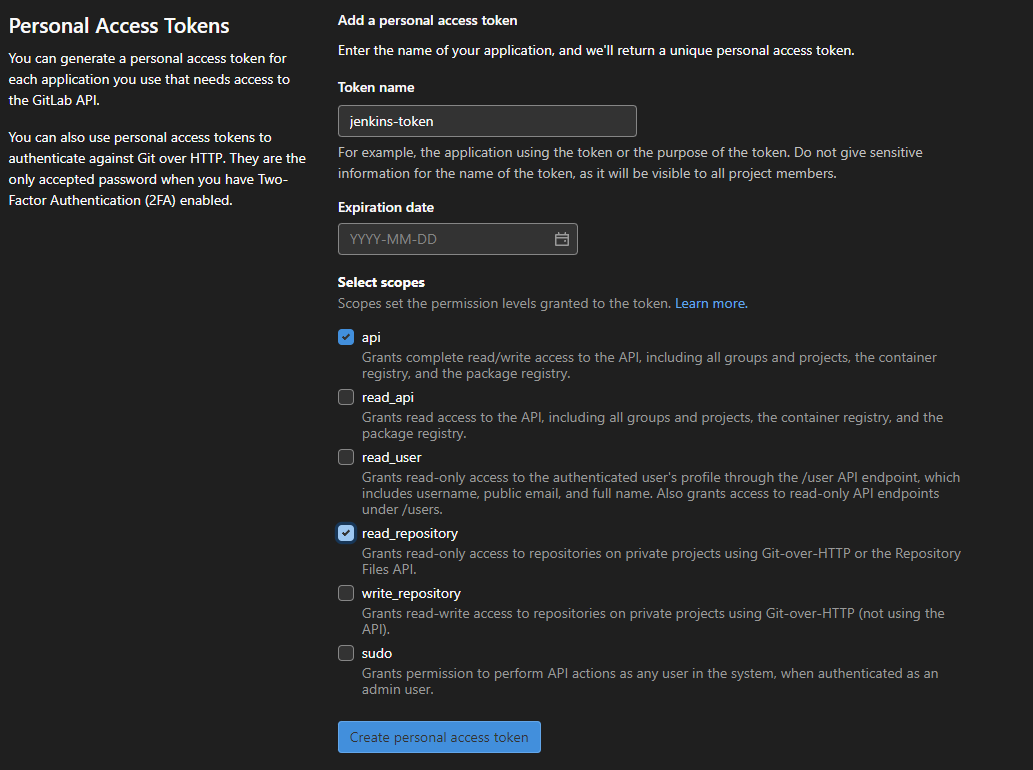 Personal Access Tokens
You can generate a personal access token for
each application you use that needs access to
the GitLab API.
You can also use personal access tokens to
authenticate against Git over HTTP. They are the
only accepted password when you have Two-
Factor Authentication (2FA) enabled.
Add a personal access token
Enter the name of your application, and we'll return a unique personal access token.
Token name
jenkins-token
For example, the application using the token or the purpose of the token. Do not give sensitive
information for the name of the token, as it will be visible to all project members.
Expiration date
YYYY-MM-DD
Select scopes
Scopes set the permission levels granted to the token. Learn more.
api
Grants complete read/write access to the API, including all groups and projects, the container
registry, and the package registry.
read_api
Grants read access to the API, including all groups and projects, the container registry, and the
package registry.
read_user
Grants read-only access to the authenticated user's profile through the /user API endpoint, which
includes username, public email, and full name. Also grants access to read-only API endpoints
under /users.
read_repository
Grants read-only access to repositories on private projects using Git-over-HTTP or the Repository
Files API.
write_repository
Grants read-write access to repositories on private projects using Git-over-HTTP (not using the
API).
sudo
Grants permission to perform API actions as any user in the system, when authenticated as an
admin user.
Create personal access token